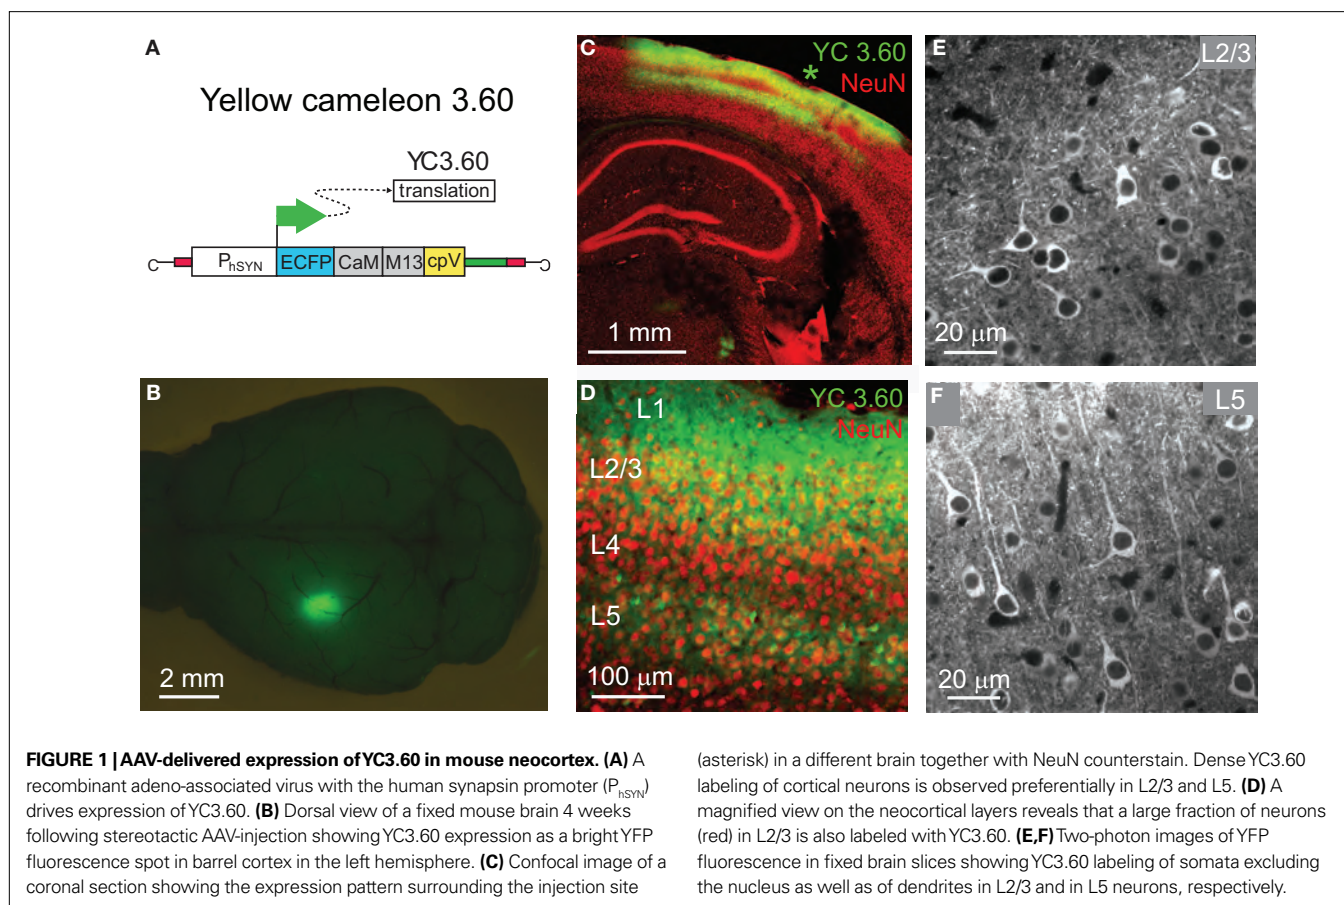 A
Yellow cameleon 3.60
YC3.60
translation
PhSYN
ECFP
CaM
M13
cpV
B
2 mm
C
YC 3.60
*
NeuN
1 mm
D
YC 3.60
NeuN
L1
L2/3
L4
L5
100 μm
E
L2/3
20 μm
F
L5
20 μm
FIGURE 1 | AAV-delivered expression of YC3.60 in mouse neocortex. (A) A
recombinant adeno-associated virus with the human synapsin promoter (PhSYN)
drives expression of YC3.60. (B) Dorsal view of a fixed mouse brain 4 weeks
following stereotactic AAV-injection showing YC3.60 expression as a bright YFP
fluorescence spot in barrel cortex in the left hemisphere. (C) Confocal image of a
coronal section showing the expression pattern surrounding the injection site
(asterisk) in a different brain together with NeuN counterstain. Dense YC3.60
labeling of cortical neurons is observed preferentially in L2/3 and L5. (D) A
magnified view on the neocortical layers reveals that a large fraction of neurons
(red) in L2/3 is also labeled with YC3.60. (E,F) Two-photon images of YFP
fluorescence in fixed brain slices showing YC3.60 labeling of somata excluding
the nucleus as well as of dendrites in L2/3 and in L5 neurons, respectively.